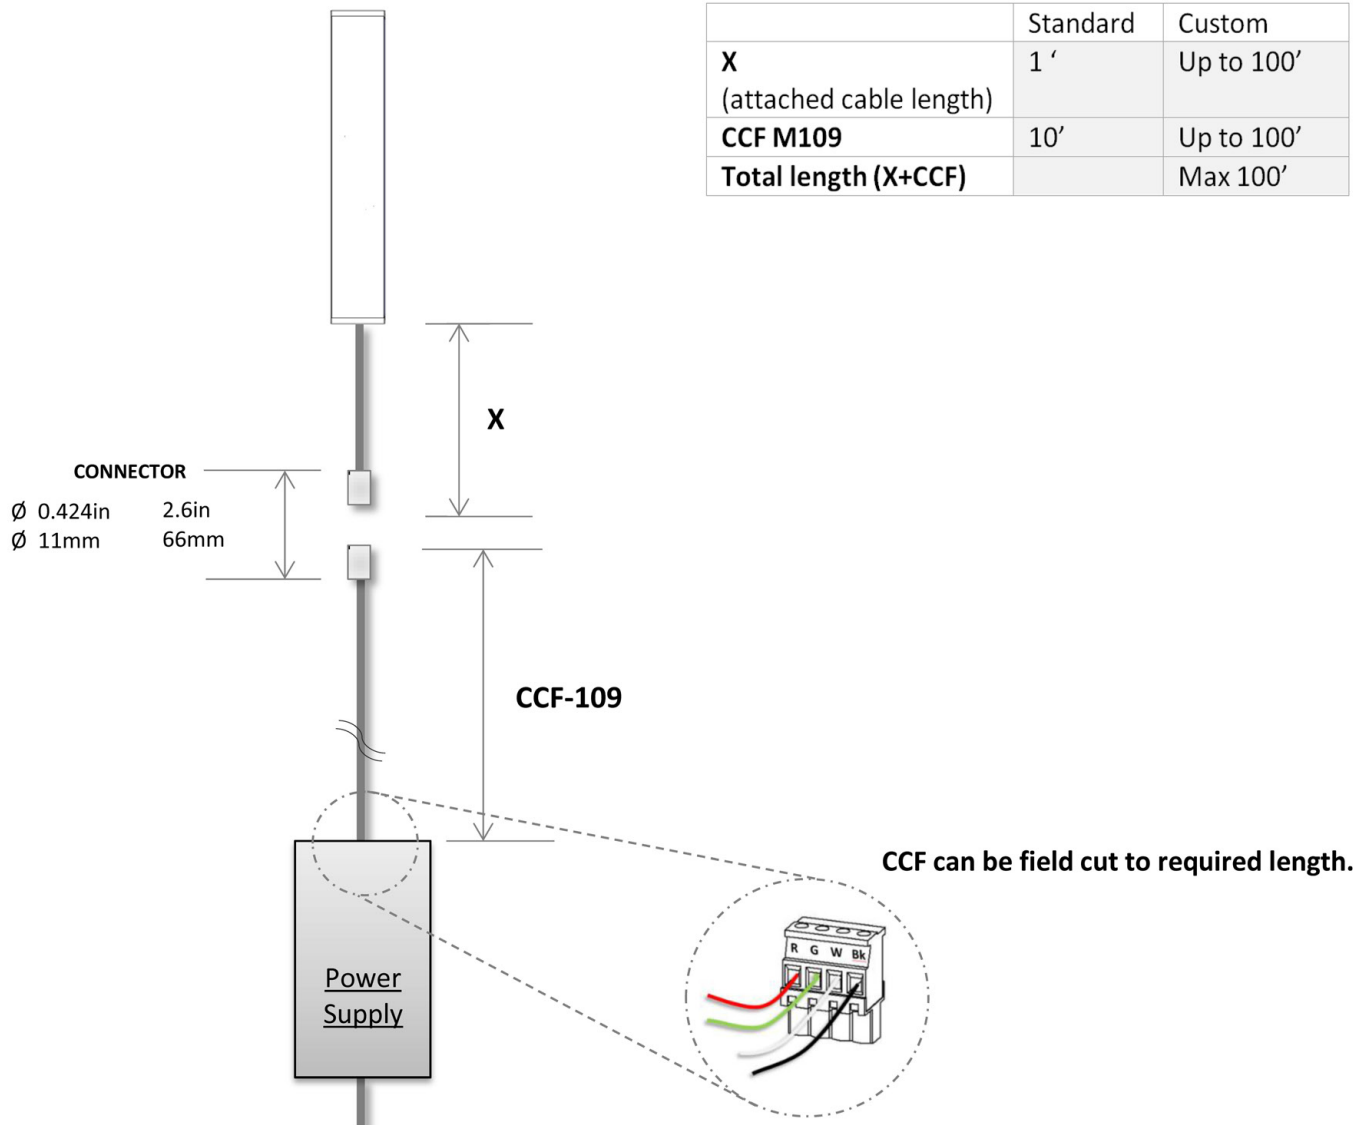 Standard Custom
X 1 ‘ Up to 100’
(attached cable length)
CCF M109 10’ Up to 100’
Total length (X+CCF) Max 100’
X
CONNECTOR
Ø 0.424in 2.6in
Ø 11mm 66mm
CCF-109
CCF can be field cut to required length.
R G W Bk
Power
Supply